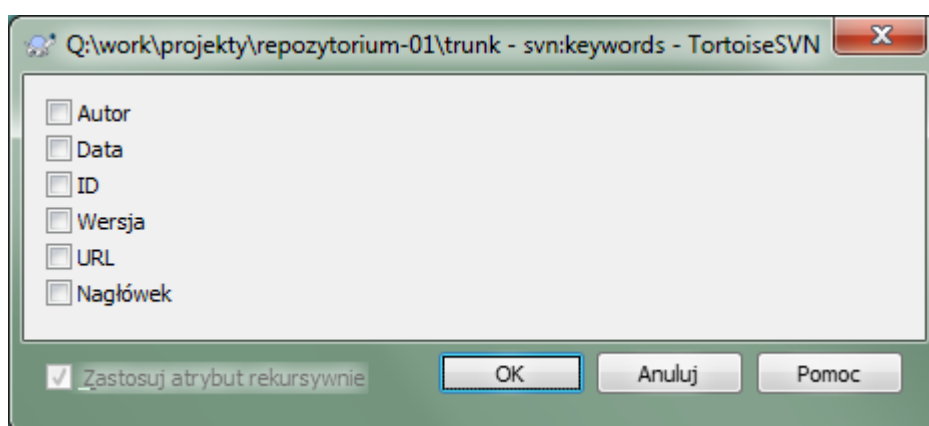 Q:\work\projekty\repozytorium-01\trunk - svn:keywords - TortoiseSVN
Autor
Data
ID
Wersja
URL
Nagłówek
Zastosuj atrybut rekursywnie
OK
Anuluj
Pomoc